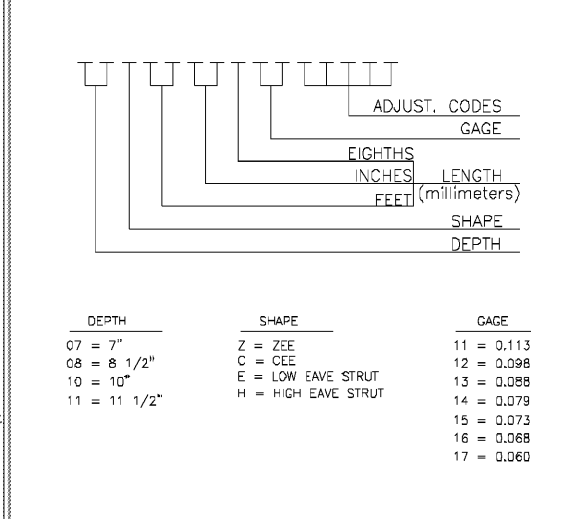 ADJUST. CODES
GAGE
EIGHTHS
INCHES LENGTH
FEET (millimeters)
SHAPE
DEPTH
DEPTH
07 = 7"
08 = 8 1/2"
10 = 10"
11 = 11 1/2"
SHAPE
Z = ZEE
C = CEE
E = LOW EAVE STRUT
H = HIGH EAVE STRUT
GAGE
11 = 0.113
12 = 0.098
13 = 0.088
14 = 0.079
15 = 0.073
16 = 0.068
17 = 0.060